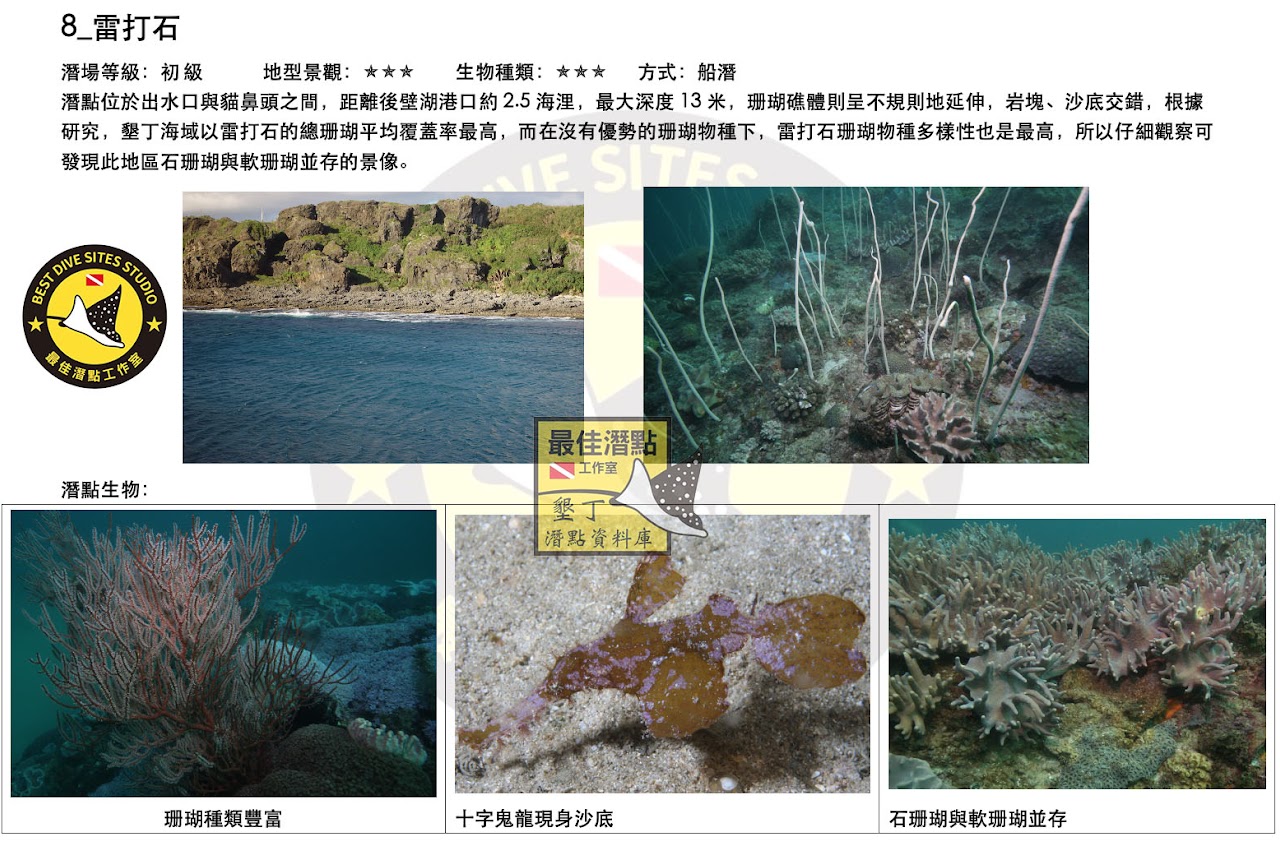 8_雷打石
潛場等級：初級 地型景觀：★★★ 生物種類：★★★ 方式：船潛
潛點位於出水口與貓鼻頭之間，距離後壁湖港口約 2.5 海浬，最大深度 13 米，珊瑚礁體則呈不規則地延伸，岩塊、沙底交錯，根據
研究，墾丁海域以雷打石的總珊瑚平均覆蓋率最高，而在沒有優勢的珊瑚物種下，雷打石珊瑚物種多樣性也是最高，所以仔細觀察可
發現此地區石珊瑚與軟珊瑚並存的景像。
BEST DIVE SITES STUDIO
最佳潛點工作室
DIVE SITES
最佳潛點
工作室
墾丁
潛點資料庫
潛點生物：
珊瑚種類豐富
十字鬼龍現身沙底
石珊瑚與軟珊瑚並存